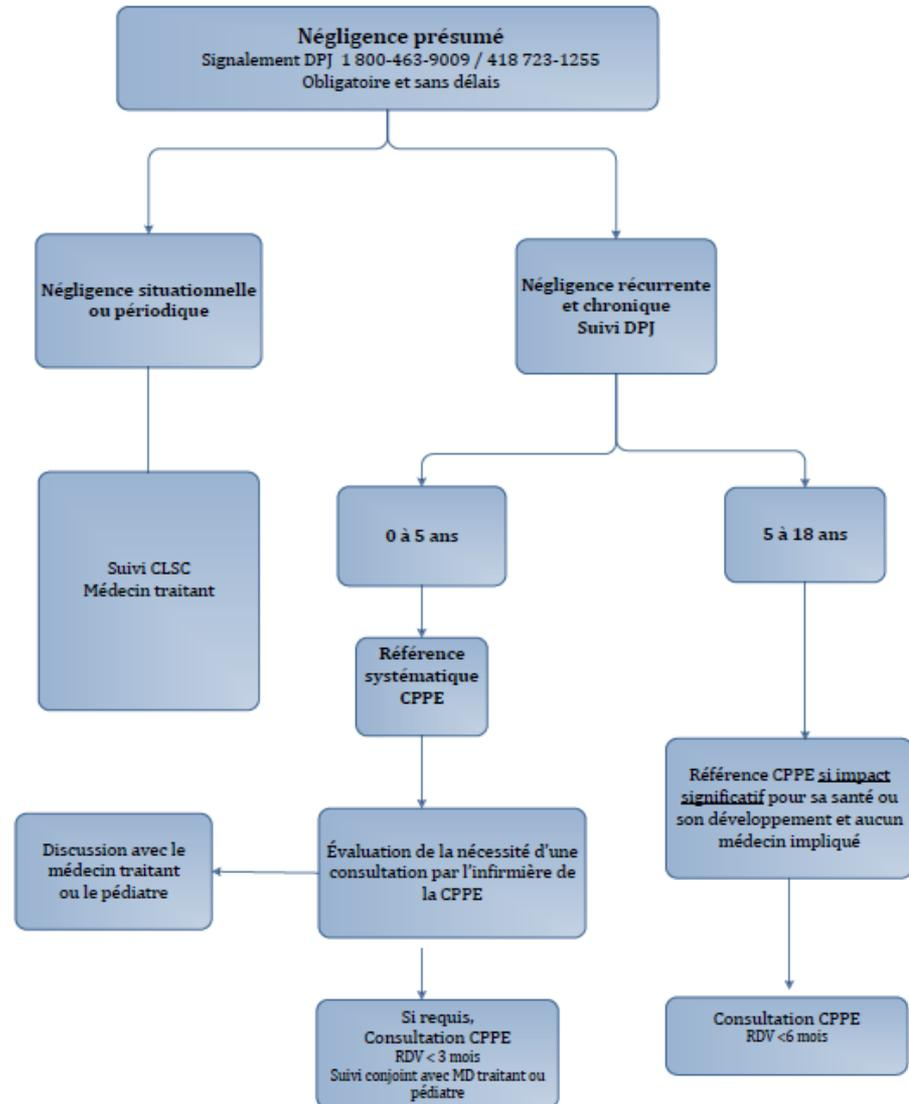 Négligence présumé
Signalement DPJ 1 800-463-9009 / 418 723-1255
Obligatoire et sans délais
Négligence situationnelle
ou périodique
Négligence récurrente
et chronique
Suivi DPJ
Suivi CLSC
Médecin traitant
0 à 5 ans
5 à 18 ans
Référence
systématique
CPPE
Référence CPPE si impact
significatif pour sa santé ou
son développement et aucun
médecin impliqué
Discussion avec le
médecin traitant
ou le pédiatre
Évaluation de la nécessité d'une
consultation par l'infirmière de
la CPPE
Si requis,
Consultation CPPE
RDV < 3 mois
Suivi conjoint avec MD traitant ou
pédiatre
Consultation CPPE
RDV <6 mois